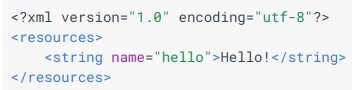 <?xml version="1.0" encoding="utf-8"?>
<resources>
    <string name="hello">Hello!</string>
</resources>